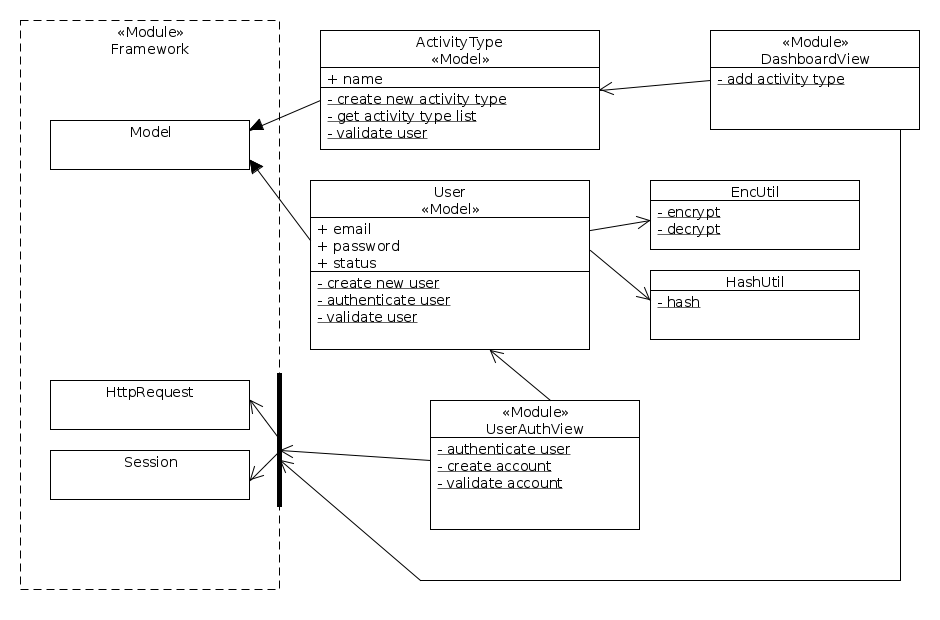 «Module»
Framework
Model
HttpRequest
Session
ActivityType
«Model»
+ name
- create new activity type
- get activity type list
- validate user
«Module»
DashboardView
- add activity type
User
«Model»
+ email
+ password
+ status
- create new user
- authenticate user
- validate user
EncUtil
- encrypt
- decrypt
HashUtil
- hash
«Module»
UserAuthView
- authenticate user
- create account
- validate account